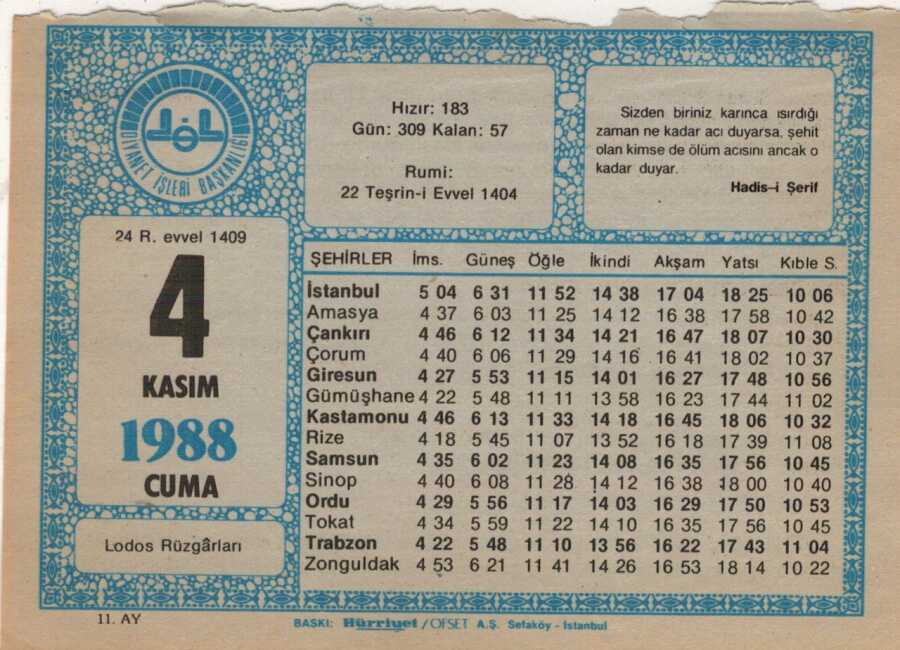 DİYANET İŞLERİ BAŞKANLIĞI
Hızır: 183
Gün: 309 Kalan: 57
Rumi:
22 Teşrin-i Evvel 1404
Sizden biriniz karınca ısırdığı
zaman ne kadar acı duyarsa, şehit
olan kimse de ölüm acısını ancak o
kadar duyar.
Hadis-i Şerif
24 R. evvel 1409
4
KASIM
1988
CUMA
Lodos Rüzgârları
ŞEHİRLER İms. Güneş Öğle İkindi Akşam Yatsı Kıble S.
İstanbul 5 04 6 31 11 52 14 38 17 04 18 25 10 06
Amasya 4 37 6 03 11 25 14 12 16 38 17 58 10 42
Çankırı 4 46 6 12 11 34 14 21 16 47 18 07 10 30
Çorum 4 40 6 06 11 29 14 16 16 41 18 02 10 37
Giresun 4 27 5 53 11 15 14 01 16 27 17 48 10 56
Gümüşhane 4 22 5 48 11 11 13 58 16 23 17 44 11 02
Kastamonu 4 46 6 13 11 33 14 18 16 45 18 06 10 32
Rize 4 18 5 45 11 07 13 52 16 18 17 39 11 08
Samsun 4 35 6 02 11 23 14 08 16 35 17 56 10 45
Sinop 4 40 6 08 11 28 14 12 16 38 18 00 10 40
Ordu 4 29 5 56 11 17 14 03 16 29 17 50 10 53
Tokat 4 34 5 59 11 22 14 10 16 35 17 56 10 45
Trabzon 4 22 5 48 11 10 13 56 16 22 17 43 11 04
Zonguldak 4 53 6 21 11 41 14 26 16 53 18 14 10 22
11. AY
BASKI: Hürriyet / OFSET A.Ş. Sefaköy - İstanbul